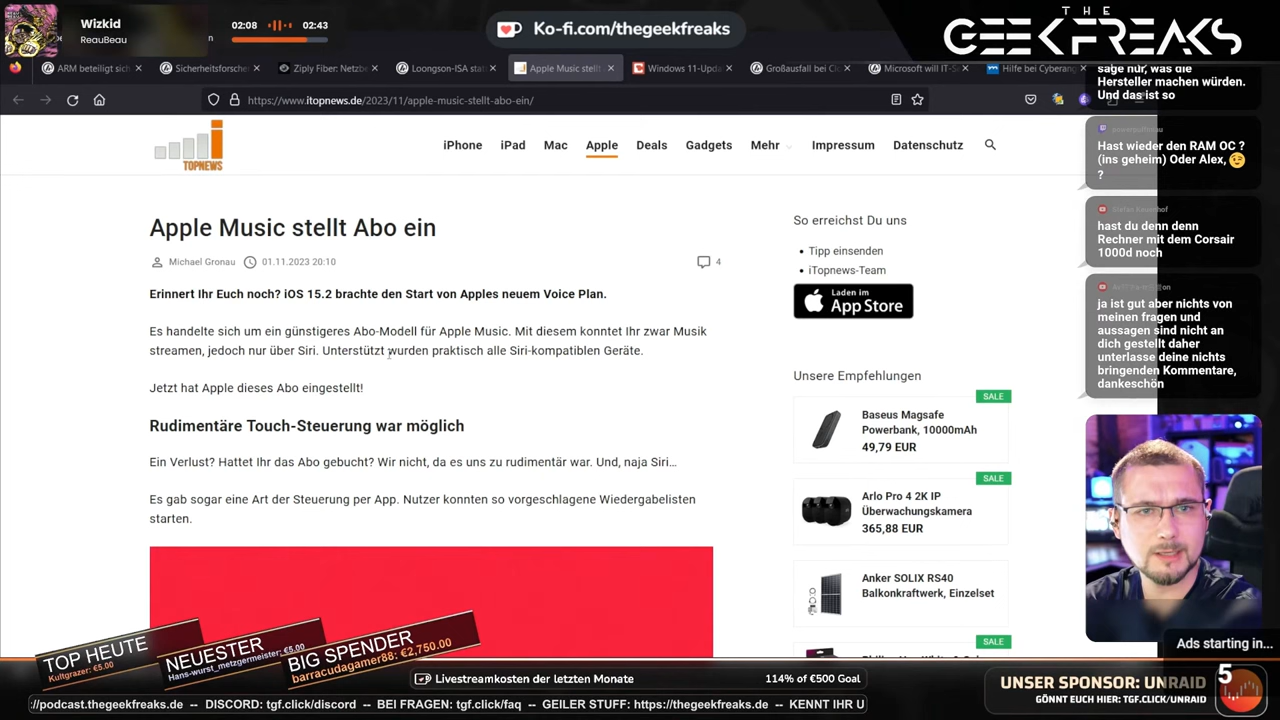 Wizkid
ReauBeau
n
02:08
02:43
Ko-fi.com/thegeekfreaks
THE
GEEKFREAKS
ARM beteiligt sich
Sicherheitsforsche
Ziply Fiber: Netzbe
Loongson-ISA stat
Apple Music stellt
Windows 11-Upda
Großausfall bei Cl
Microsoft will IT-S
Hilfe bei Cyberang
https://www.itopnews.de/2023/11/apple-music-stellt-abo-ein/
i
TOPNEWS
iPhone
iPad
Mac
Apple
Deals
Gadgets
Mehr
Impressum
Datenschutz
Apple Music stellt Abo ein
Michael Gronau
01.11.2023 20:10
4
Erinnert Ihr Euch noch? iOS 15.2 brachte den Start von Apples neuem Voice Plan.
Es handelte sich um ein günstigeres Abo-Modell für Apple Music. Mit diesem konntet Ihr zwar Musik
streamen, jedoch nur über Siri. Unterstützt wurden praktisch alle Siri-kompatiblen Geräte.
Jetzt hat Apple dieses Abo eingestellt!
Rudimentäre Touch-Steuerung war möglich
Ein Verlust? Hattet Ihr das Abo gebucht? Wir nicht, da es uns zu rudimentär war. Und, naja Siri…
Es gab sogar eine Art der Steuerung per App. Nutzer konnten so vorgeschlagene Wiedergabelisten
starten.
So erreichst Du uns
• Tipp einsenden
• iTopnews-Team
Laden im
App Store
Unsere Empfehlungen
SALE
Baseus Magsafe
Powerbank, 10000mAh
49,79 EUR
SALE
Arlo Pro 4 2K IP
Überwachungskamera
365,88 EUR
Anker SOLIX RS40
Balkonkraftwerk, Einzelset
SALE
sage nur, was die
Hersteller machen würden.
Und das ist so
Hast wieder den RAM OC ?
(ins geheim) Oder Alex, 😉
?
hast du denn denn
Rechner mit dem Corsair
1000d noch
ja ist gut aber nichts von
meinen fragen und
aussagen sind nicht an
dich gestellt daher
unterlasse deine nichts
bringenden Kommentare,
dankeschön
Ads starting in...
5
TOP HEUTE
Kultgrazer: €5.00
NEUESTER
Hans-wurst_metzgermeister: €5.00
BIG SPENDER
barracudagamer88: €2,750.00
Livestreamkosten der letzten Monate
114% of €500 Goal
UNSER SPONSOR: UNRAID
GÖNNT EUCH HIER: TGF.CLICK/UNRAID
://podcast.thegeekfreaks.de -- DISCORD: tgf.click/discord -- BEI FRAGEN: tgf.click/faq -- GEILER STUFF: https://thegeekfreaks.de -- KENNT IHR U